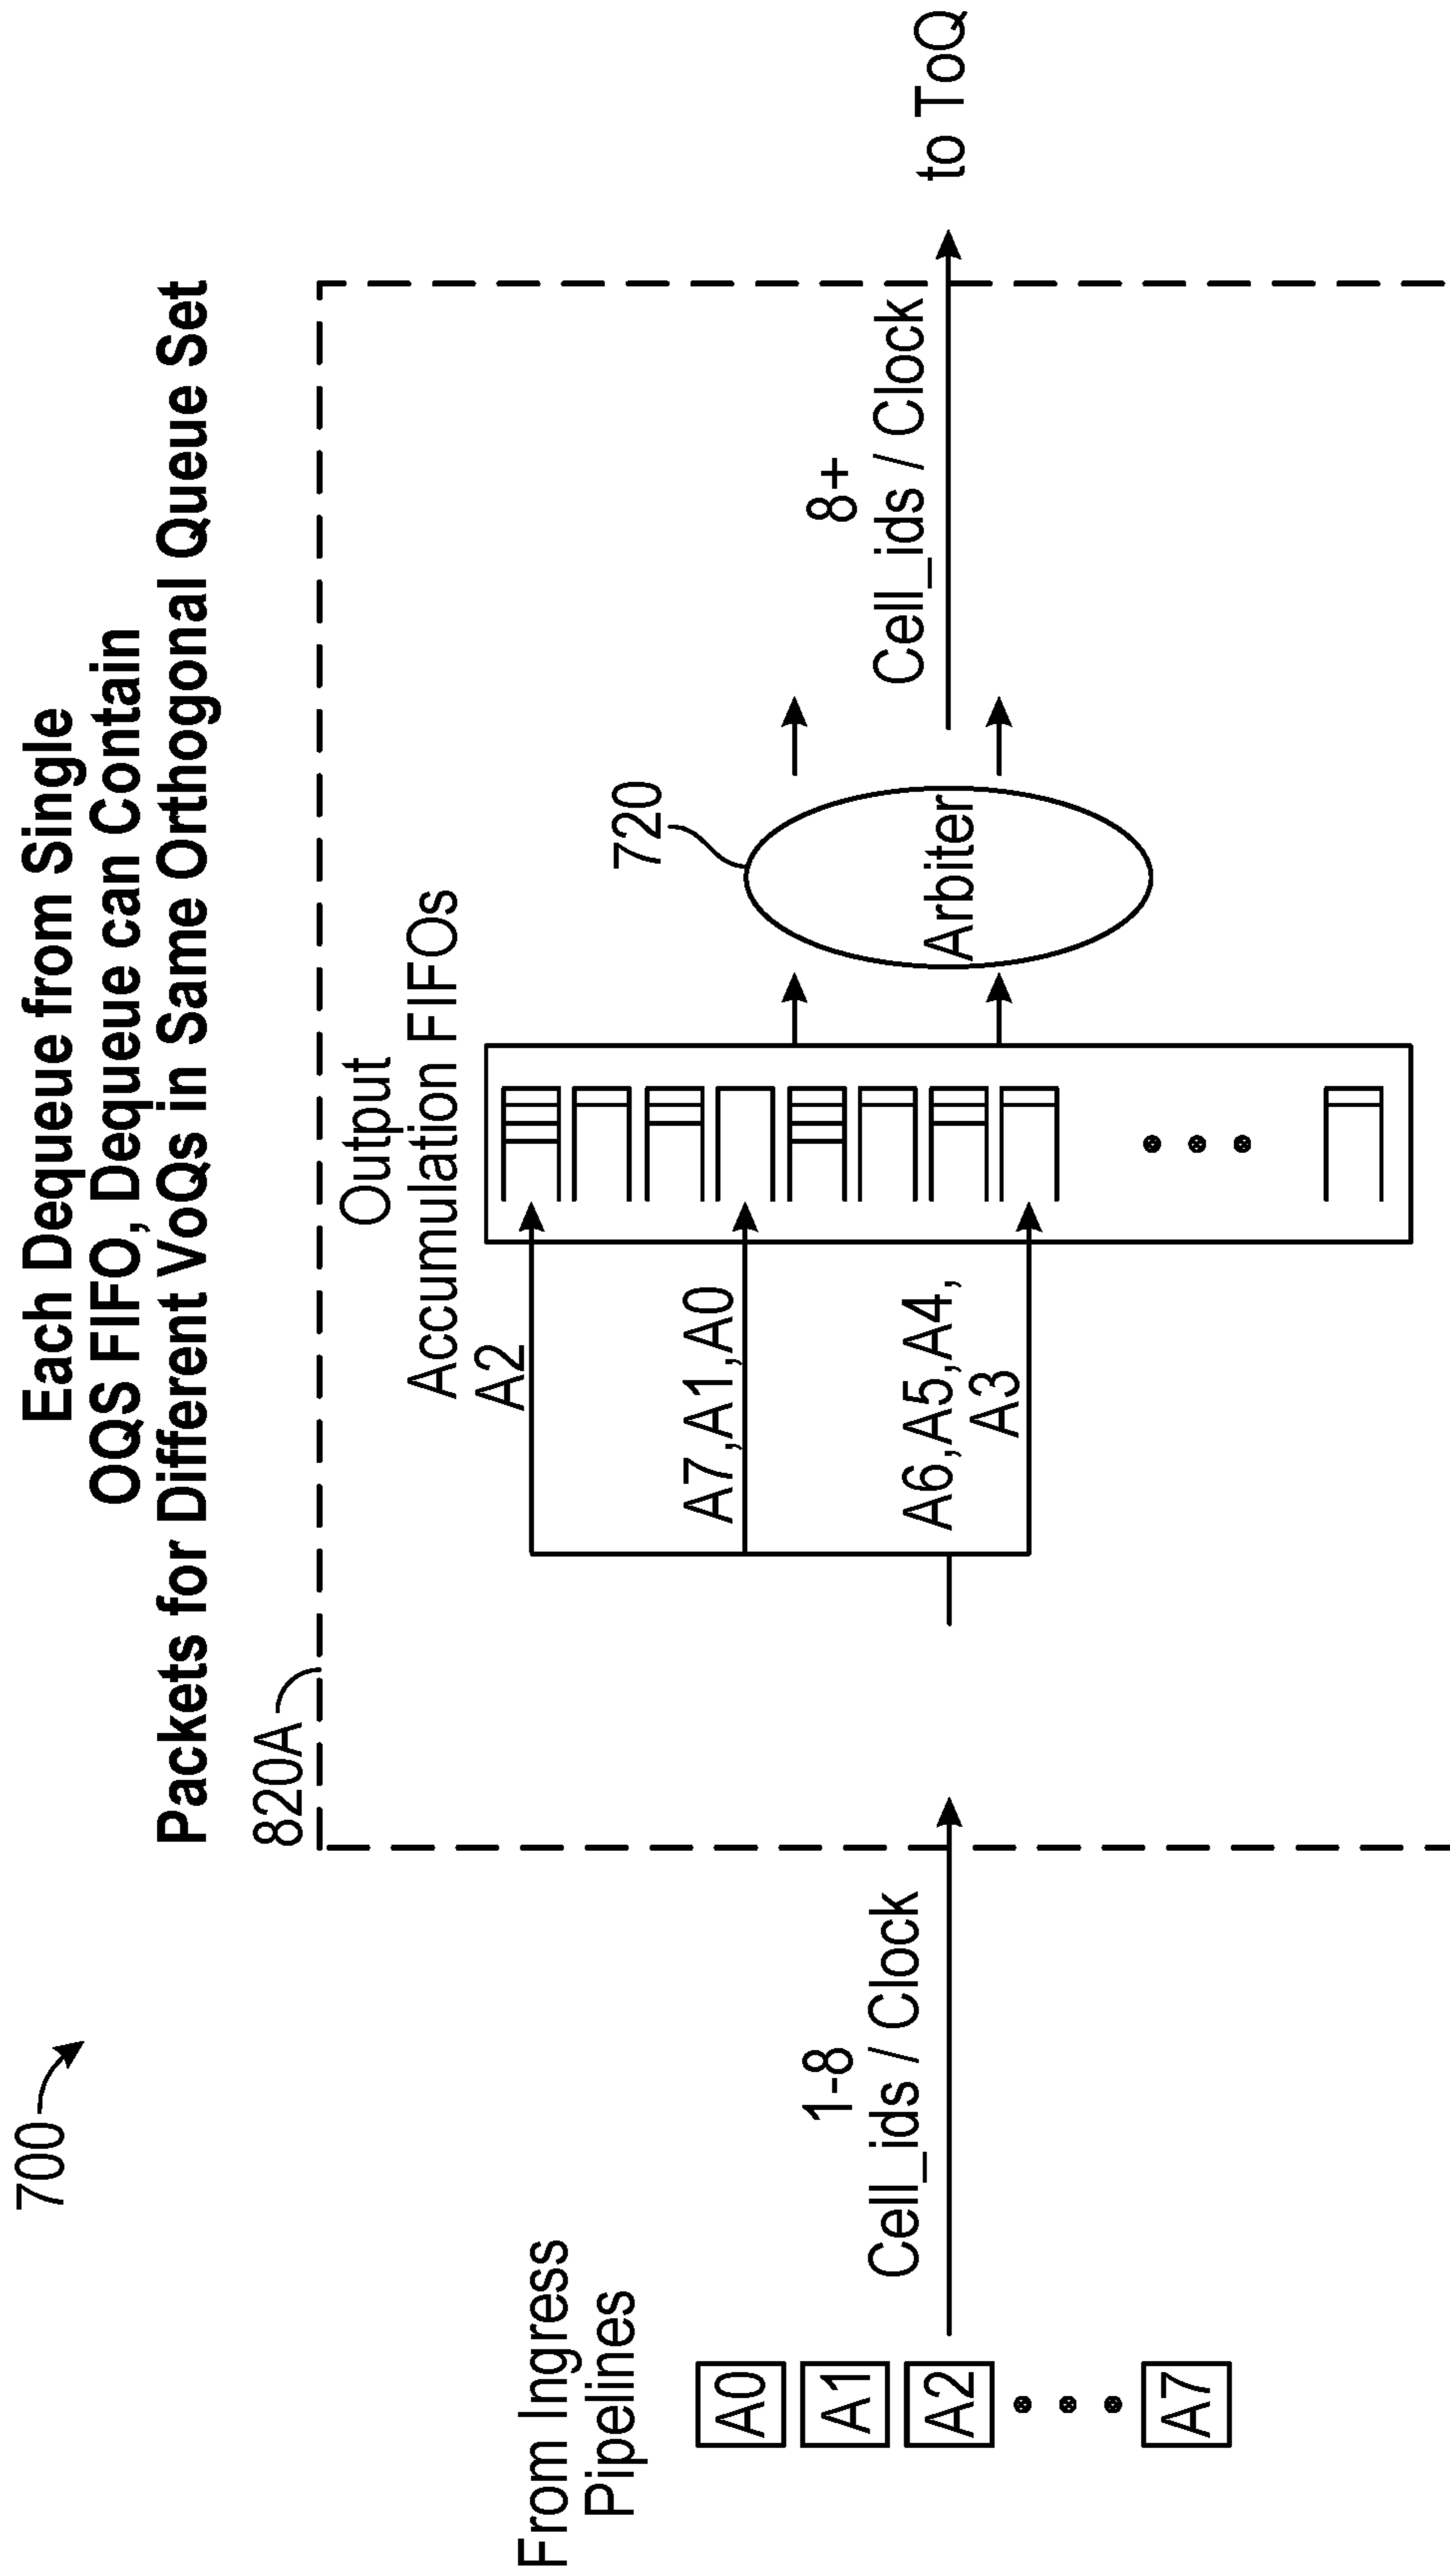 700
Each Dequeue from Single
OQS FIFO, Dequeue can Contain
Packets for Different VoQs in Same Orthogonal Queue Set
820A
From Ingress
Pipelines
A0
A1
A2
A7
1-8
Cell_ids / Clock
Output
Accumulation FIFOs
A2
A7,A1,A0
A6,A5,A4,
A3
720
Arbiter
8+
Cell_ids / Clock
to ToQ